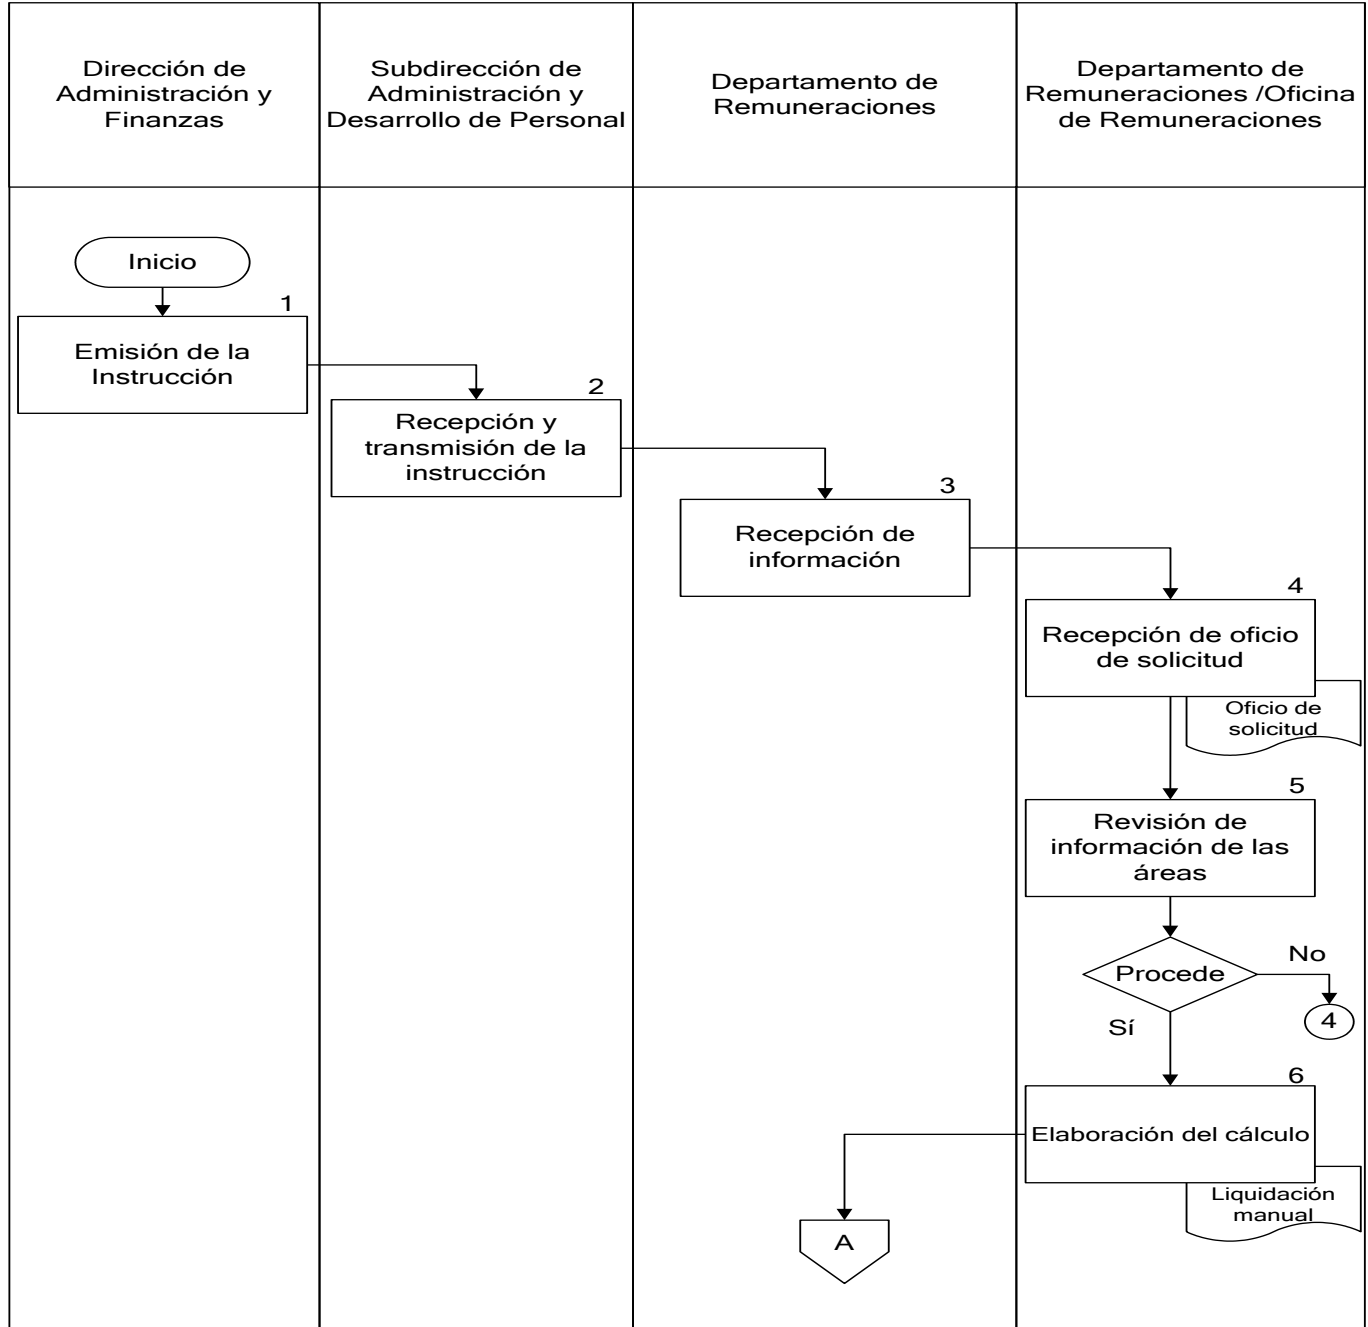 Dirección de
Administración y
Finanzas
Subdirección de
Administración y
Desarrollo de Personal
Departamento de
Remuneraciones
Departamento de
Remuneraciones /Oficina
de Remuneraciones
Inicio
1
Emisión de la
Instrucción
2
Recepción y
transmisión de la
instrucción
3
Recepción de
información
4
Recepción de oficio
de solicitud
Oficio de
solicitud
5
Revisión de
información de las
áreas
Procede
No
4
Sí
6
Elaboración del cálculo
Liquidación
manual
A